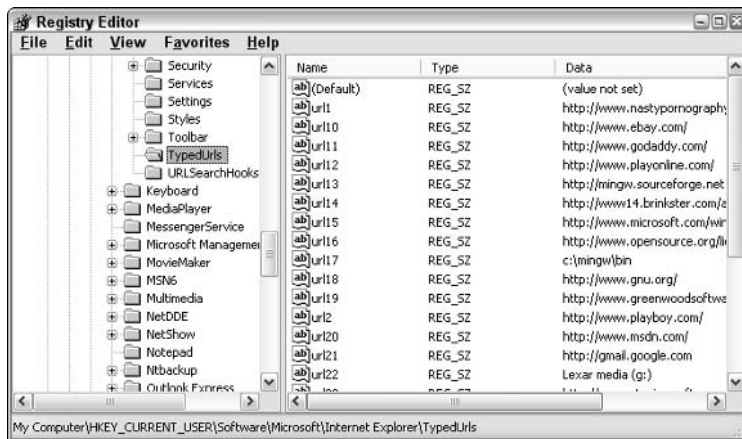 Registry Editor
File Edit View Favorites Help
Security
Services
Settings
Styles
Toolbar
TypedUrls
URLSearchHooks
Keyboard
MediaPlayer
MessengerService
Microsoft Managemen
MovieMaker
MSN6
Multimedia
NetDDE
NetShow
Notepad
Ntbackup
Outlook Express
Name Type Data
(Default) REG_SZ (value not set)
url1 REG_SZ http://www.nastypornography
url10 REG_SZ http://www.ebay.com/
url11 REG_SZ http://www.godaddy.com/
url12 REG_SZ http://www.playonline.com/
url13 REG_SZ http://mingw.sourceforge.net
url14 REG_SZ http://www14.brinkster.com/a
url15 REG_SZ http://www.microsoft.com/wir
url16 REG_SZ http://www.opensource.org/li
url17 REG_SZ c:\mingw\bin
url18 REG_SZ http://www.gnu.org/
url19 REG_SZ http://www.greenwoodsoftwa
url2 REG_SZ http://www.playboy.com/
url20 REG_SZ http://www.msdn.com/
url21 REG_SZ http://gmail.google.com
url22 REG_SZ Lexar media (g:)
My Computer\HKEY_CURRENT_USER\Software\Microsoft\Internet Explorer\TypedUrls